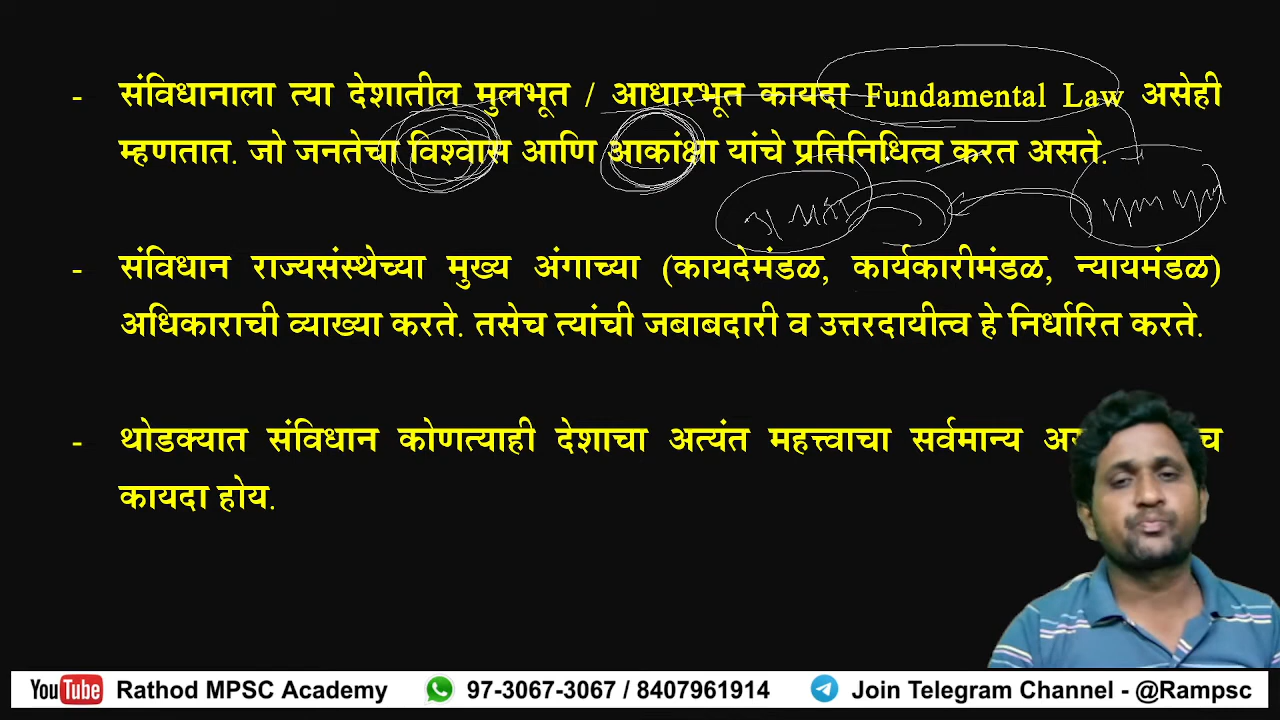 - संविधानाला त्या देशातील मुलभूत / आधारभूत कायदा Fundamental Law असेही
म्हणतात. जो जनतेचा विश्वास आणि आकांक्षा यांचे प्रतिनिधित्व करत असते.
- संविधान राज्यसंस्थेच्या मुख्य अंगाच्या (कायदेमंडळ, कार्यकारीमंडळ, न्यायमंडळ)
अधिकाराची व्याख्या करते. तसेच त्यांची जबाबदारी व उत्तरदायीत्व हे निर्धारित करते.
- थोडक्यात संविधान कोणत्याही देशाचा अत्यंत महत्त्वाचा सर्वमान्य
कायदा होय.
YouTube Rathod MPSC Academy 97-3067-3067 / 8407961914 Join Telegram Channel - @Rampsc